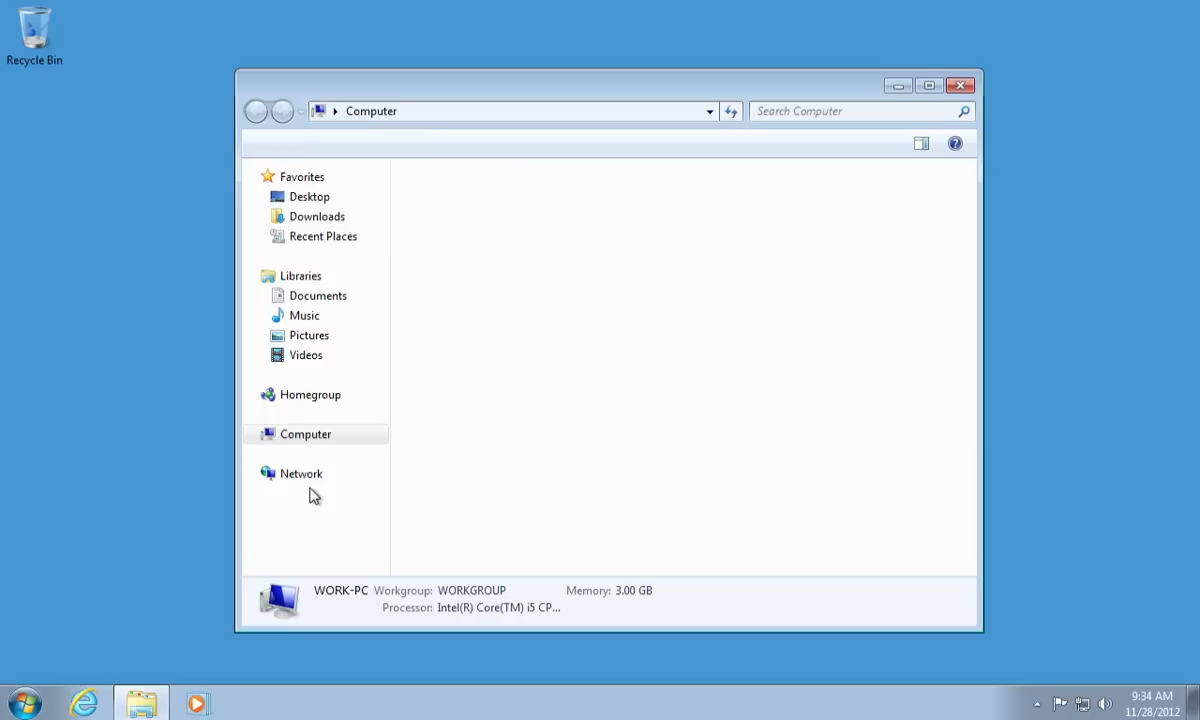 Recycle Bin
Computer
Search Computer
Favorites
Desktop
Downloads
Recent Places
Libraries
Documents
Music
Pictures
Videos
Homegroup
Computer
Network
WORK-PC Workgroup: WORKGROUP Memory: 3.00 GB
Processor: Intel(R) Core(TM) i5 CP...
9:34 AM
11/28/2012